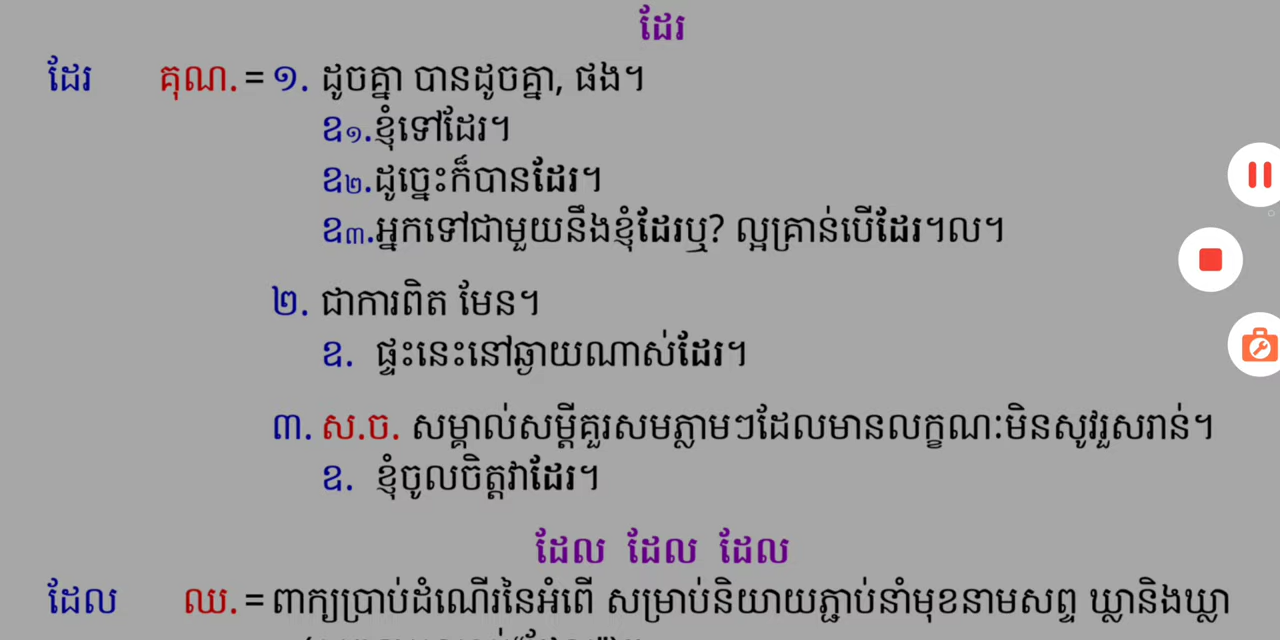 ដែរ
ដែរ គុណ. = ១. ដូចគ្នា បានដូចគ្នា, ផង។
ឧ១.ខ្ញុំទៅដែរ។
ឧ២.ដូច្នេះក៏បានដែរ។
ឧ៣.អ្នកទៅជាមួយនឹងខ្ញុំដែរឬ? ល្អគ្រាន់បើដែរ។ល។
២. ជាការពិត មែន។
ឧ. ផ្ទះនេះនៅឆ្ងាយណាស់ដែរ។
៣. ស.ច. សម្គាល់សម្ដីគួរសមភ្លាមៗដែលមានលក្ខណៈមិនសូវរួសរាន់។
ឧ. ខ្ញុំចូលចិត្តវាដែរ។
ដែល ដែល ដែល
ដែល ឈ. = ពាក្យប្រាប់ដំណើរនៃអំពើ សម្រាប់និយាយភ្ជាប់នាំមុខនាមសព្ទ ឃ្លានិងឃ្លា